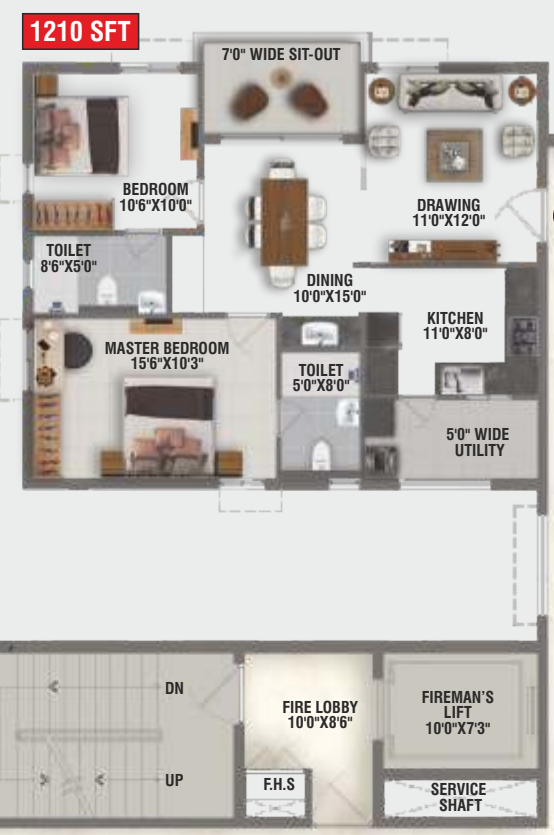 1210 SFT
7'0" WIDE SIT-OUT
BEDROOM
10'6"X10'0"
DRAWING
11'0"X12'0"
TOILET
8'6"X5'0"
DINING
10'0"X15'0"
KITCHEN
11'0X8'0"
MASTER BEDROOM
15'6"X10'3"
TOILET
5'0"X8'0"
5'0" WIDE
UTILITY
DN
UP
FIRE LOBBY
10'0"X8'6"
FIREMAN'S
LIFT
10'0"X7'3"
F.H.S
SERVICE
SHAFT